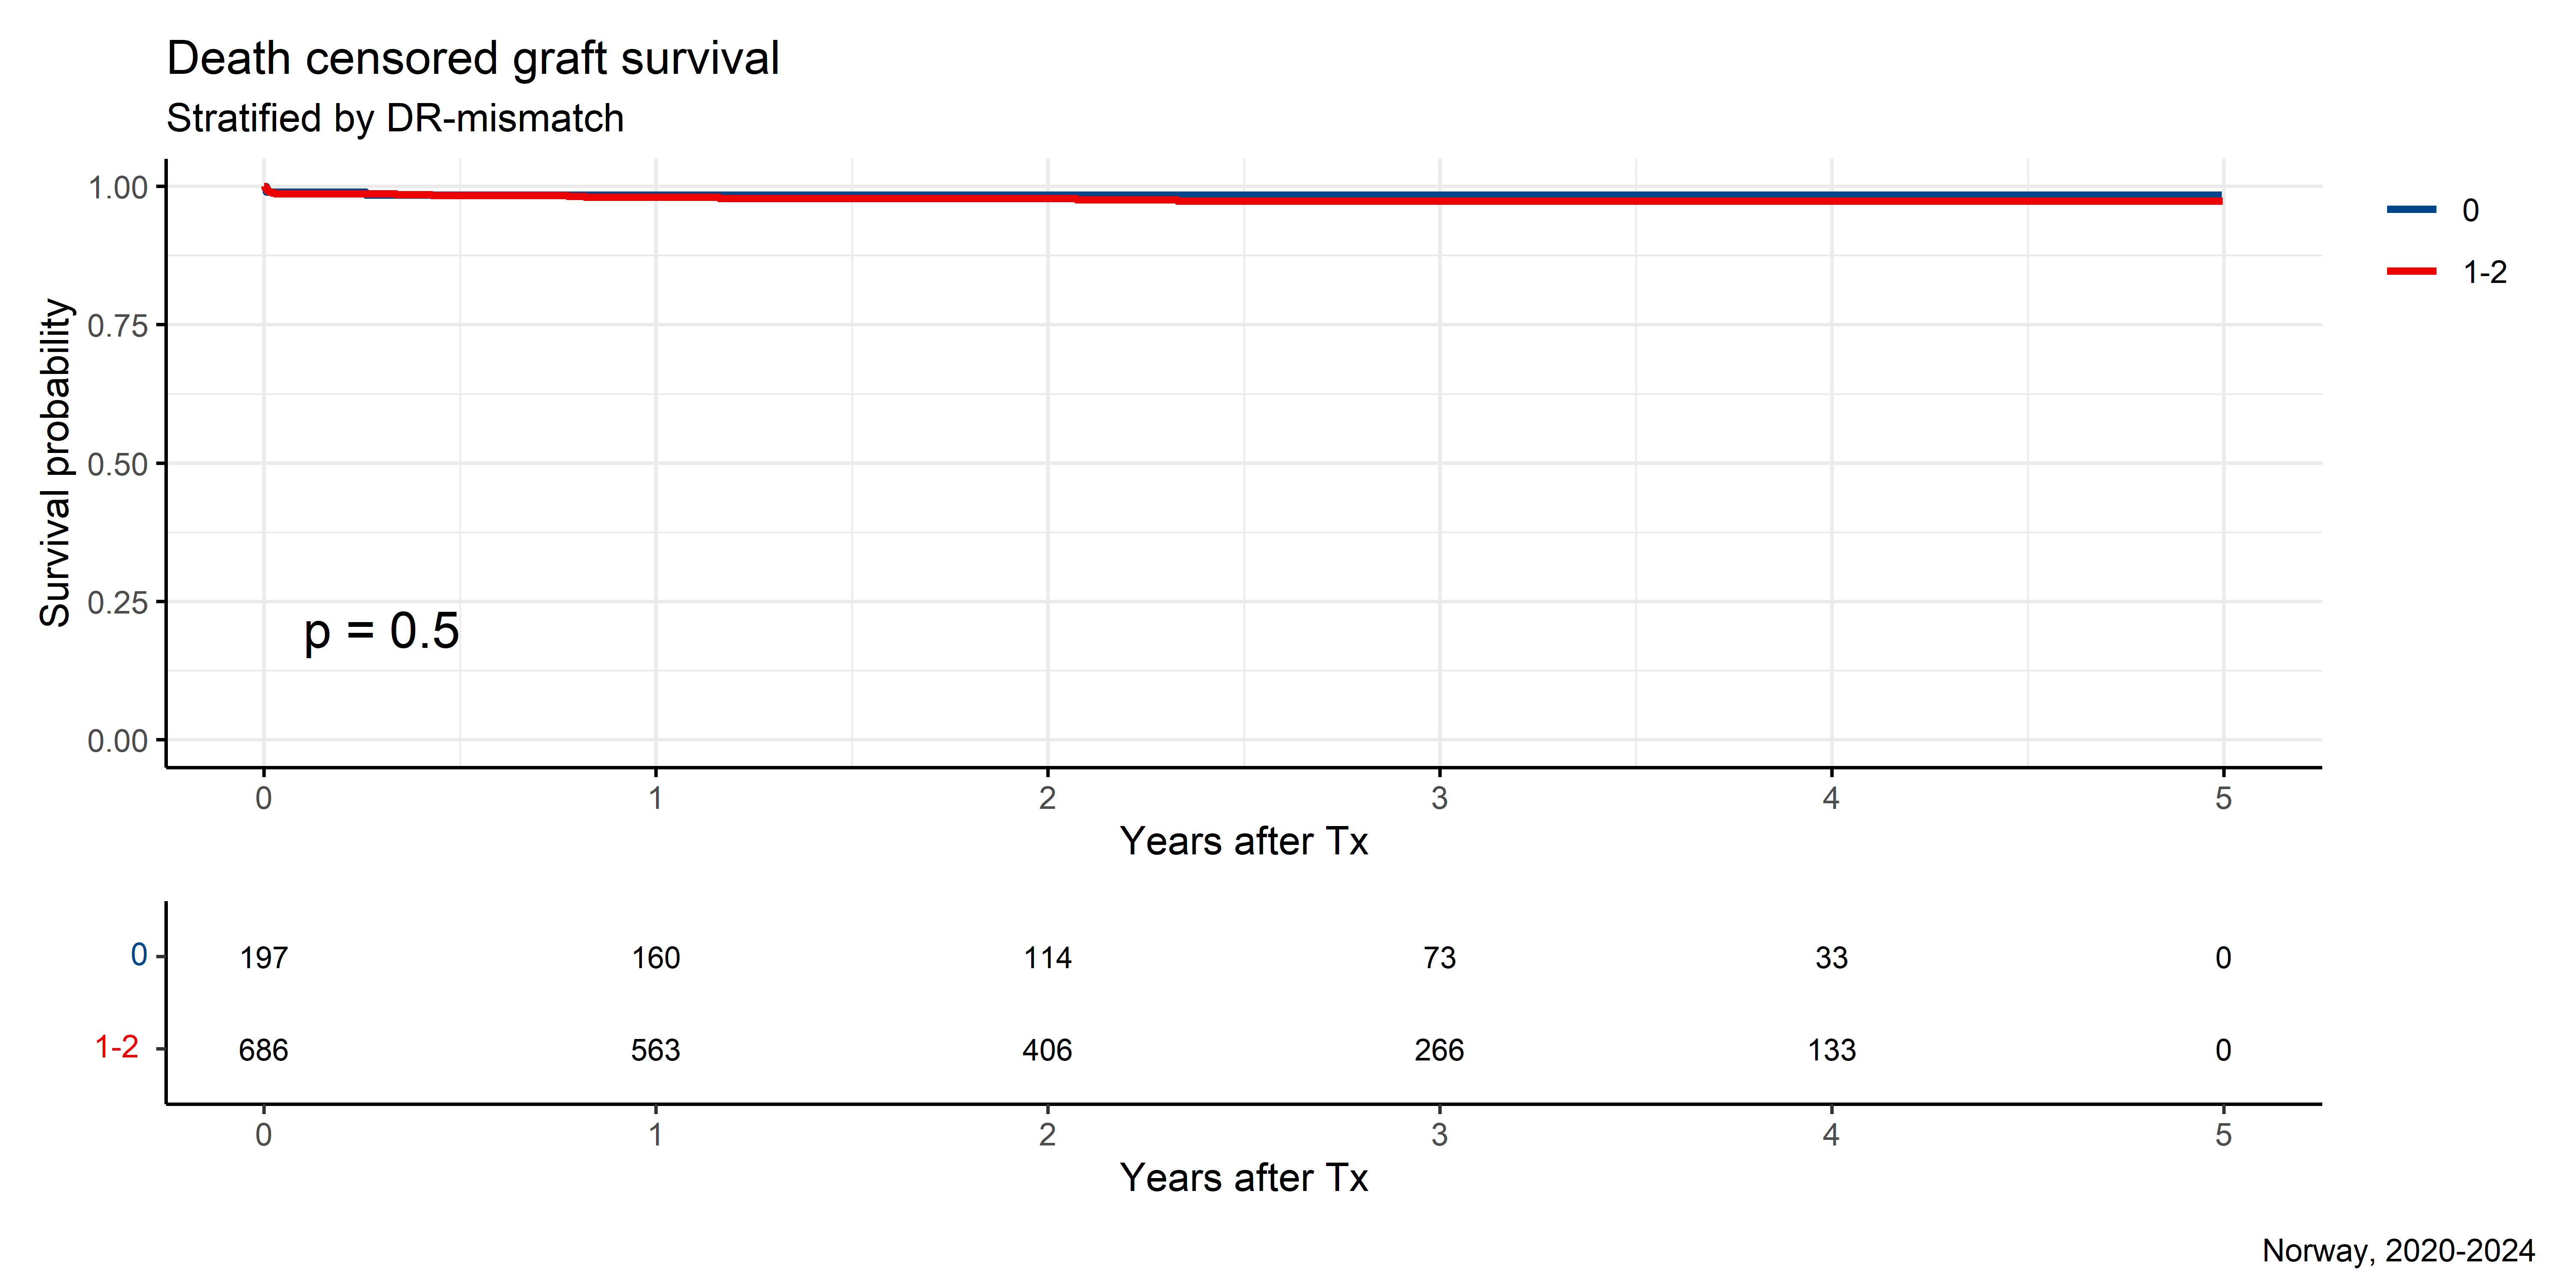 Death censored graft survival
Stratified by DR-mismatch
Survival probability
1.00
0.75
0.50
0.25
0.00
p = 0.5
0
1-2
0 1 2 3 4 5
Years after Tx
0 197 160 114 73 33 0
1-2 686 563 406 266 133 0
0 1 2 3 4 5
Years after Tx
Norway, 2020-2024